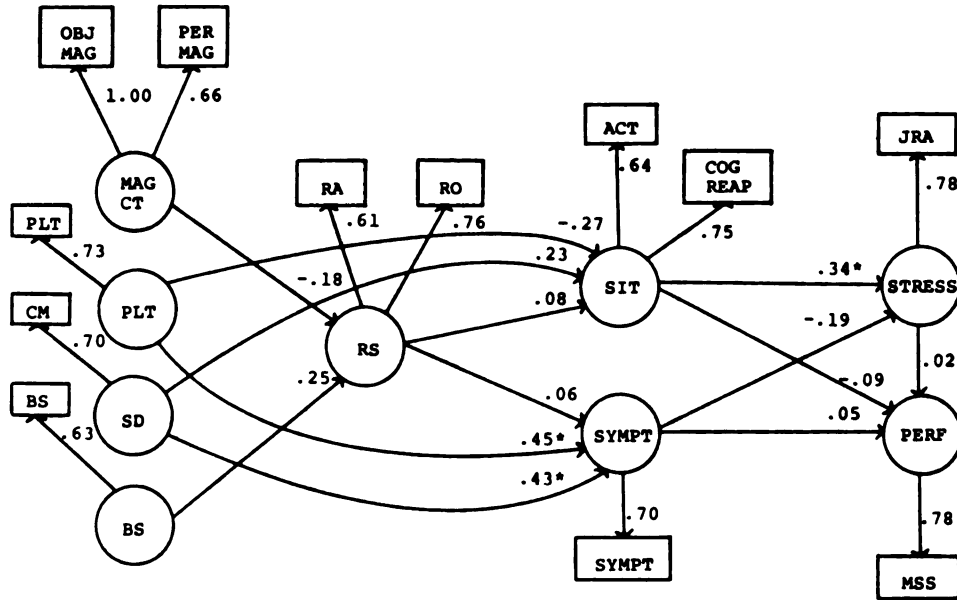 OBJ
MAG
PER
MAG
1.00
.66
ACT
JRA
MAG
CT
RA
RO
.64
COG
REAP
.78
PLT
.61
.76
-.27
.75
.73
.23
-.18
SIT
.34*
STRESS
CM
PLT
.08
-.19
.70
RS
.02
BS
.25
.06
-.09
SD
.45*
SYMPT
.05
PERF
.63
.43*
BS
.70
.78
SYMPT
MSS